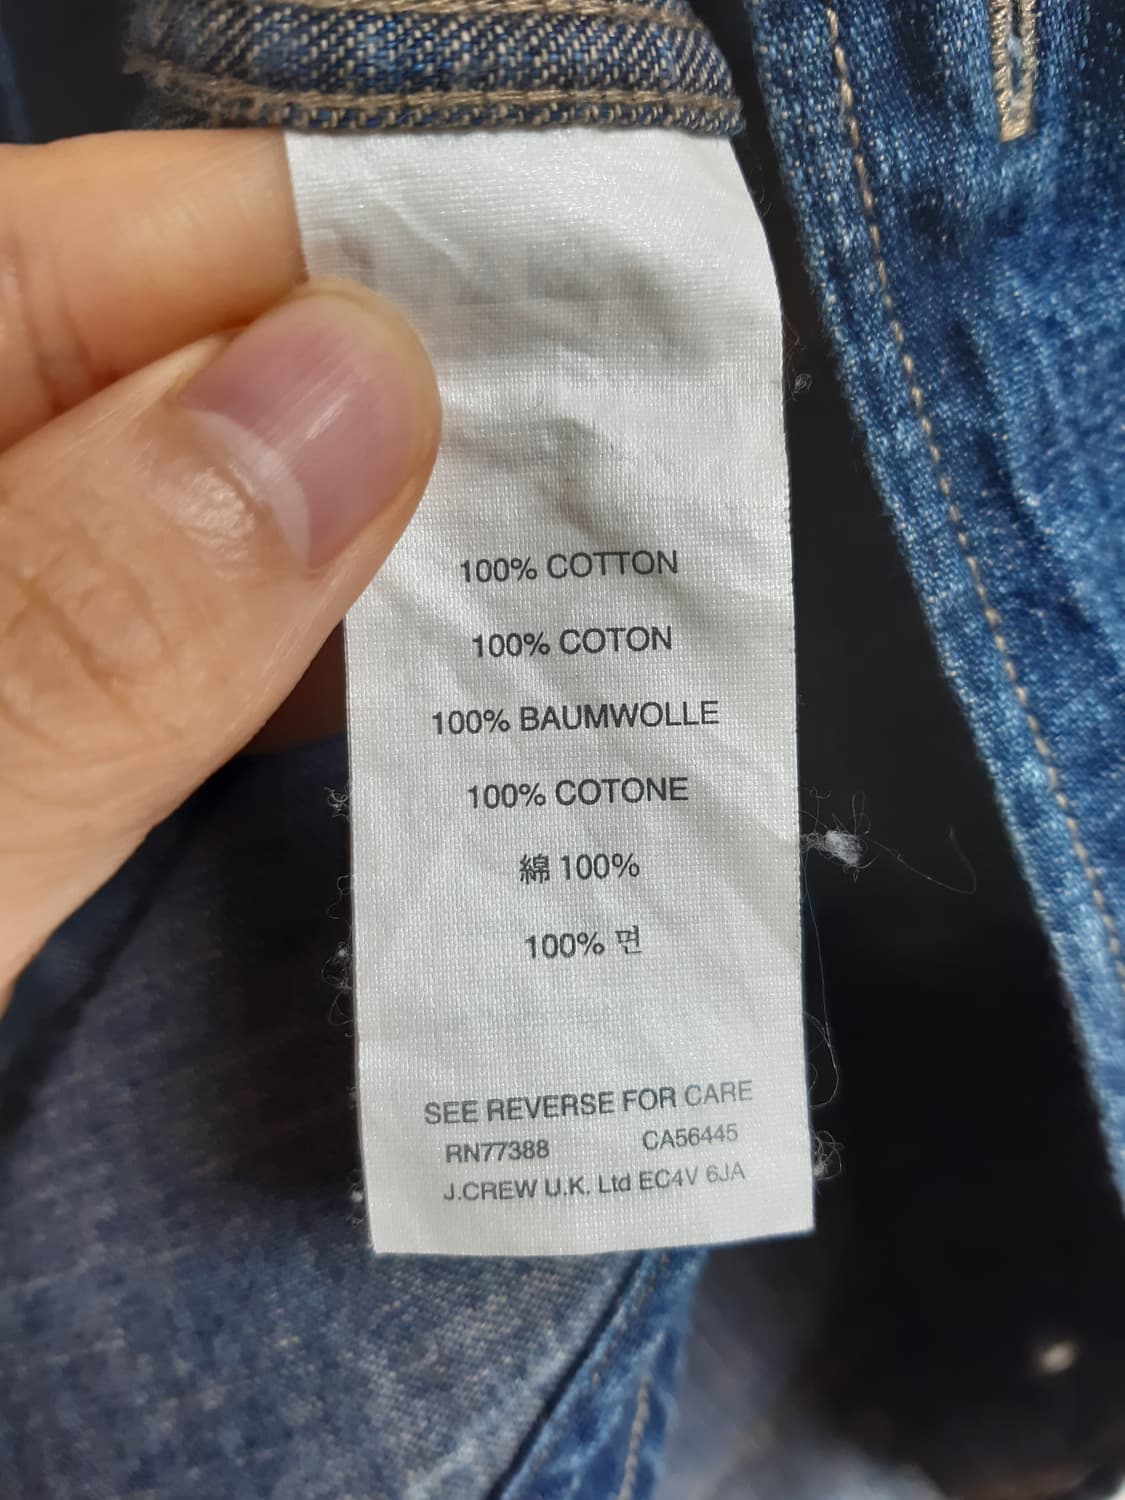 100% COTTON
100% COTON
100% BAUMWOLLE
100% COTONE
綿 100%
100% 면
SEE REVERSE FOR CARE
RN77388 CA56445
J.CREW U.K. Ltd EC4V 6JA